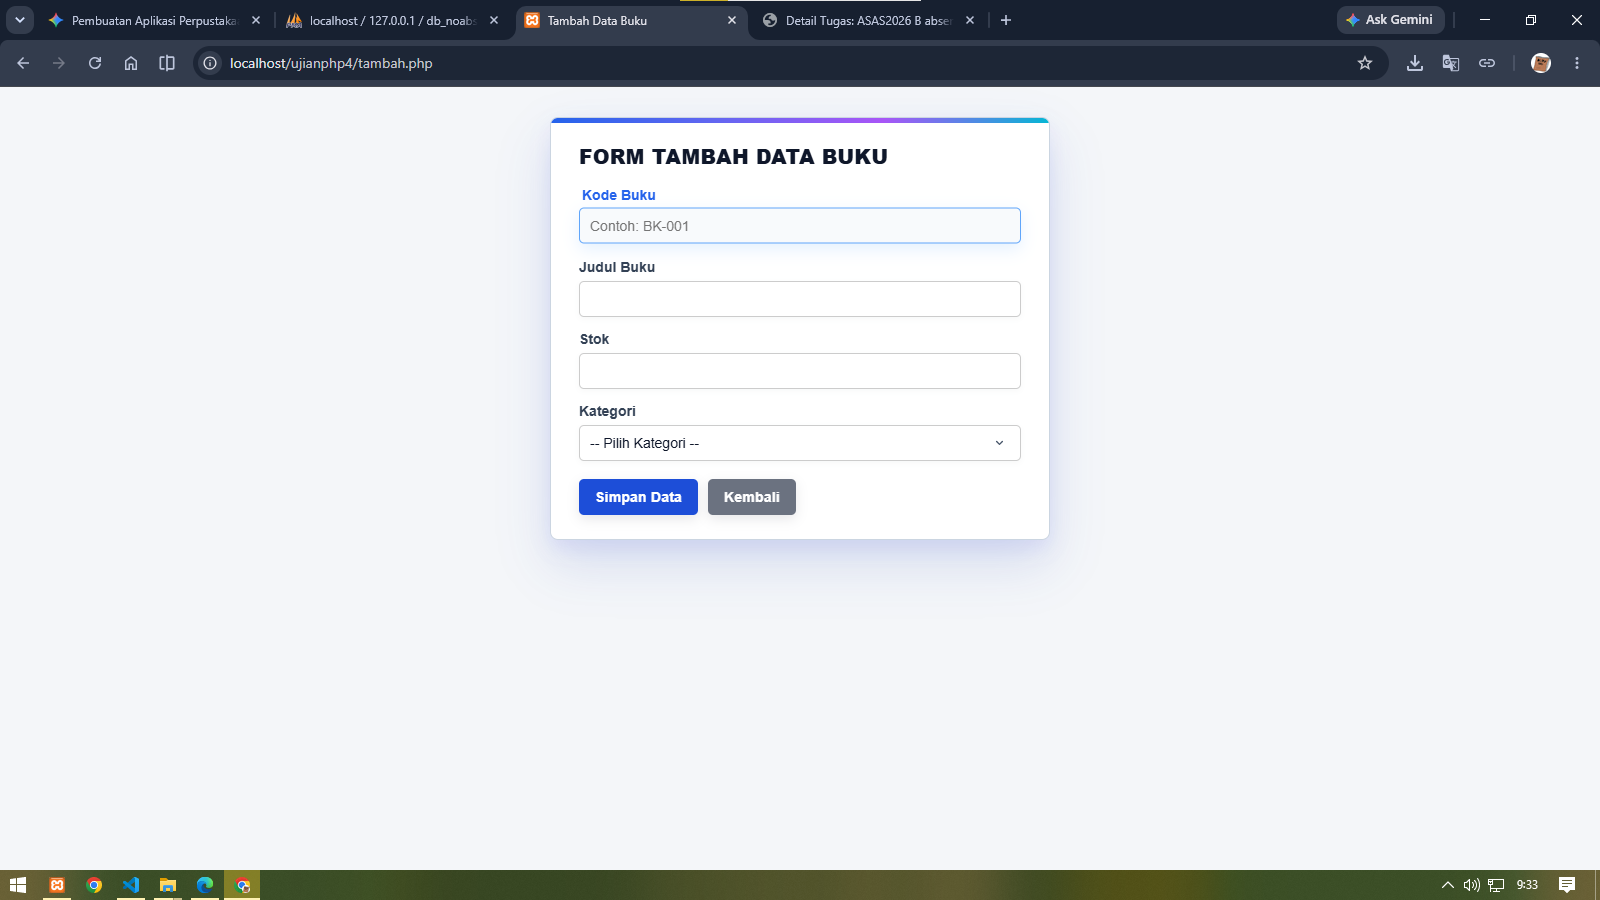 Pembuatan Aplikasi Perpustaka
localhost / 127.0.0.1 / db_noabs
Tambah Data Buku
Detail Tugas: ASAS2026 B abse
Ask Gemini
localhost/ujianphp4/tambah.php
FORM TAMBAH DATA BUKU
Kode Buku
Contoh: BK-001
Judul Buku
Stok
Kategori
-- Pilih Kategori --
Simpan Data
Kembali
9:33